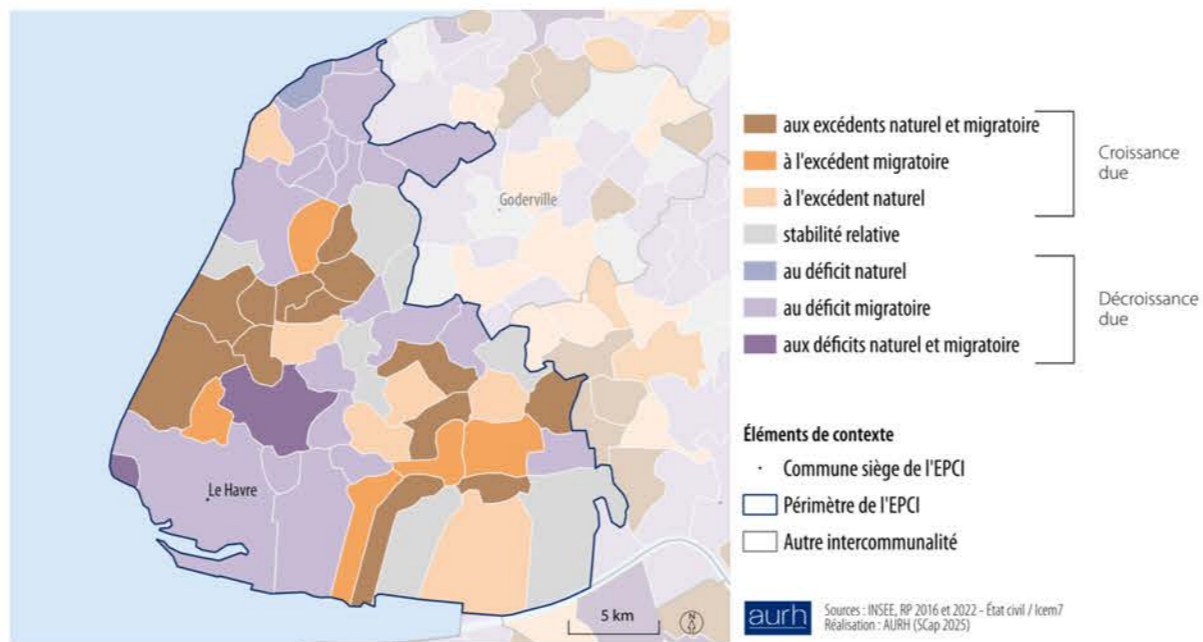 Goderville
Le Havre
5 km
N
aux excédents naturel et migratoire
à l'excédent migratoire
à l'excédent naturel
Croissance
due
stabilité relative
au déficit naturel
au déficit migratoire
aux déficits naturel et migratoire
Décroissance
due
Éléments de contexte
Commune siège de l'EPCI
Périmètre de l'EPCI
Autre intercommunalité
aurh
Sources : INSEE, RP 2016 et 2022 - État civil / Icem7
Réalisation : AURH (SCap 2025)